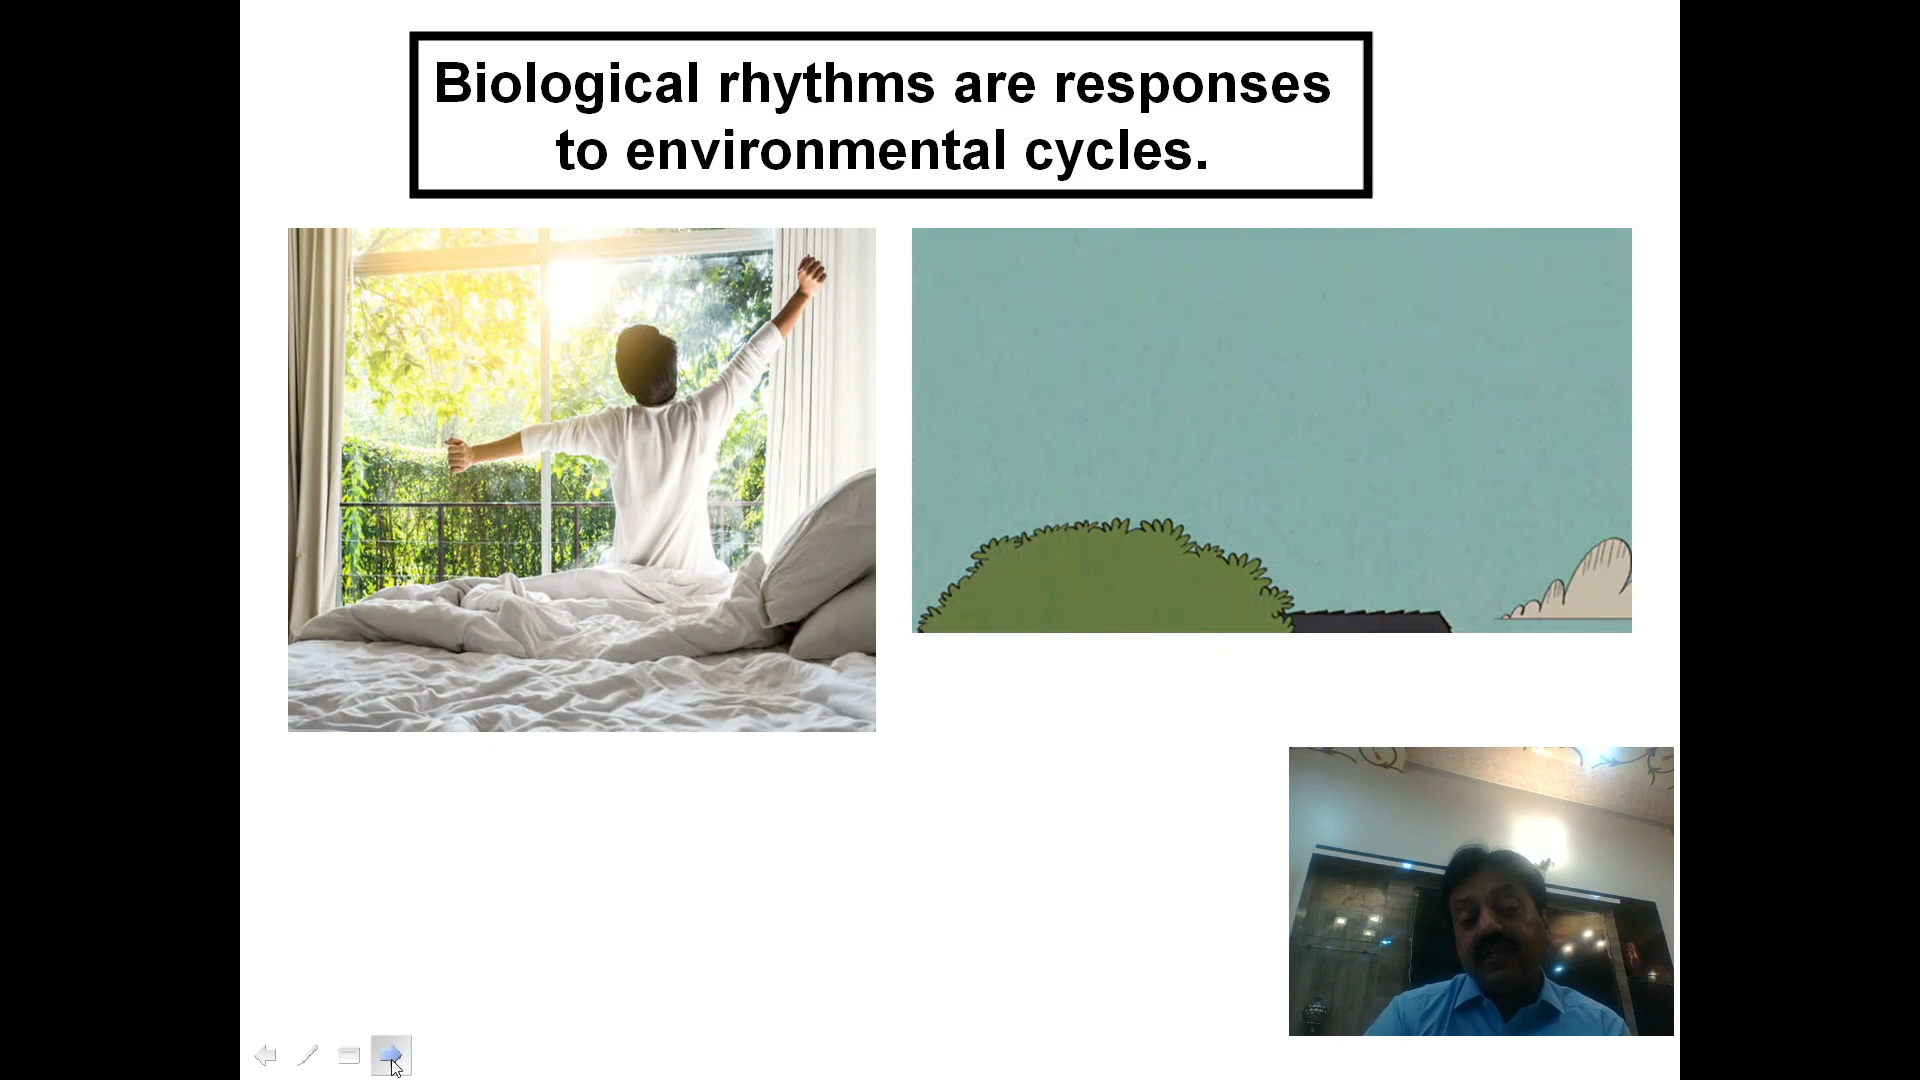 Biological rhythms are responses
to environmental cycles.